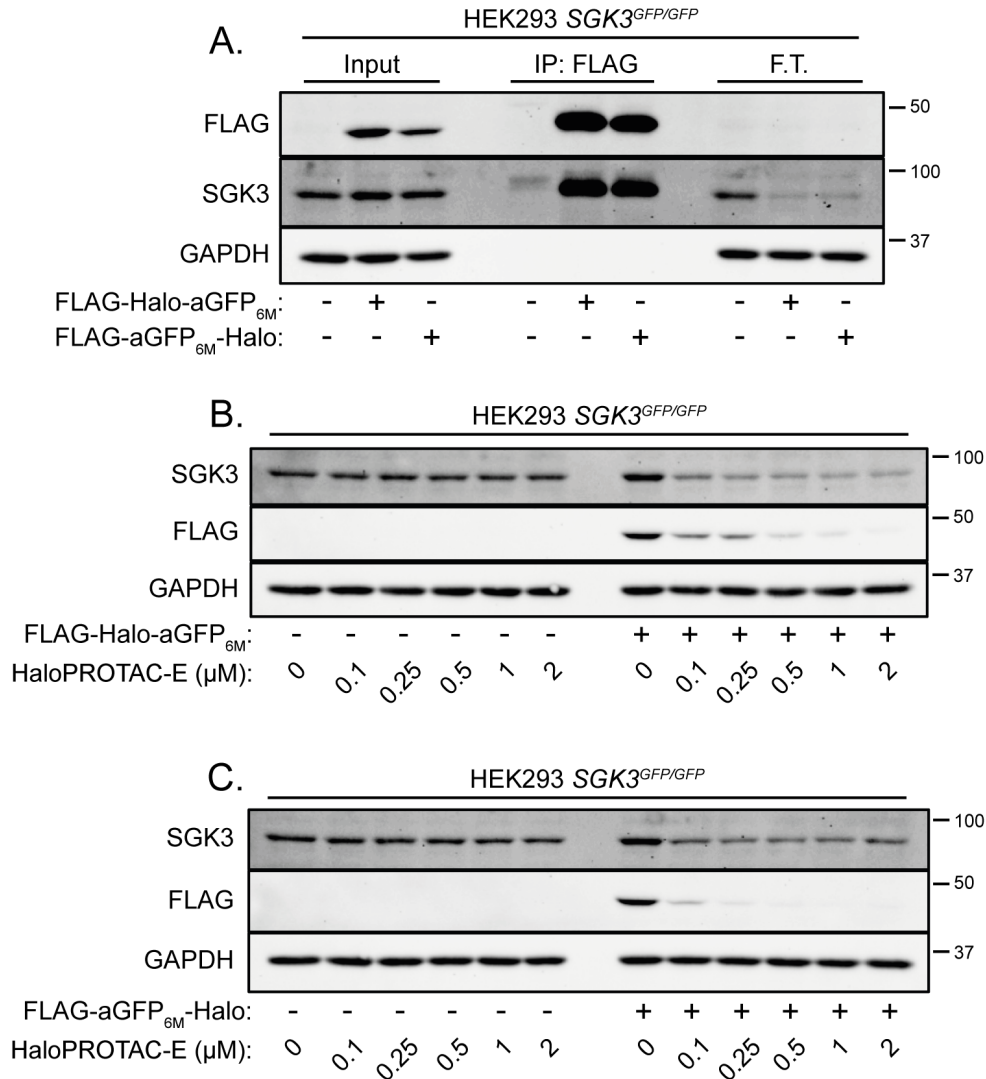 A.
HEK293 SGK3GFP/GFP
Input IP: FLAG F.T.
FLAG 50
SGK3 100
GAPDH 37
FLAG-Halo-aGFP6M: - + - - + - - + -
FLAG-aGFP6M-Halo: - - + - - + - - +
B.
HEK293 SGK3GFP/GFP
SGK3 100
FLAG 50
GAPDH 37
FLAG-Halo-aGFP6M: - - - - - - + + + + + +
HaloPROTAC-E (µM): 0 0.1 0.25 0.5 1 2 0 0.1 0.25 0.5 1 2
C.
HEK293 SGK3GFP/GFP
SGK3 100
FLAG 50
GAPDH 37
FLAG-aGFP6M-Halo: - - - - - - + + + + + +
HaloPROTAC-E (µM): 0 0.1 0.25 0.5 1 2 0 0.1 0.25 0.5 1 2